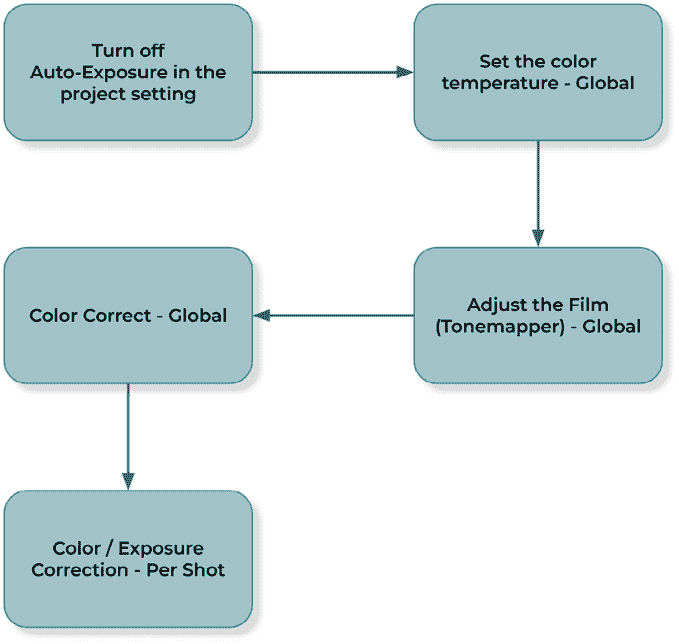 Turn off
Auto-Exposure in the
project setting
Set the color
temperature - Global
Adjust the Film
(Tonemapper) - Global
Color Correct - Global
Color / Exposure
Correction - Per Shot